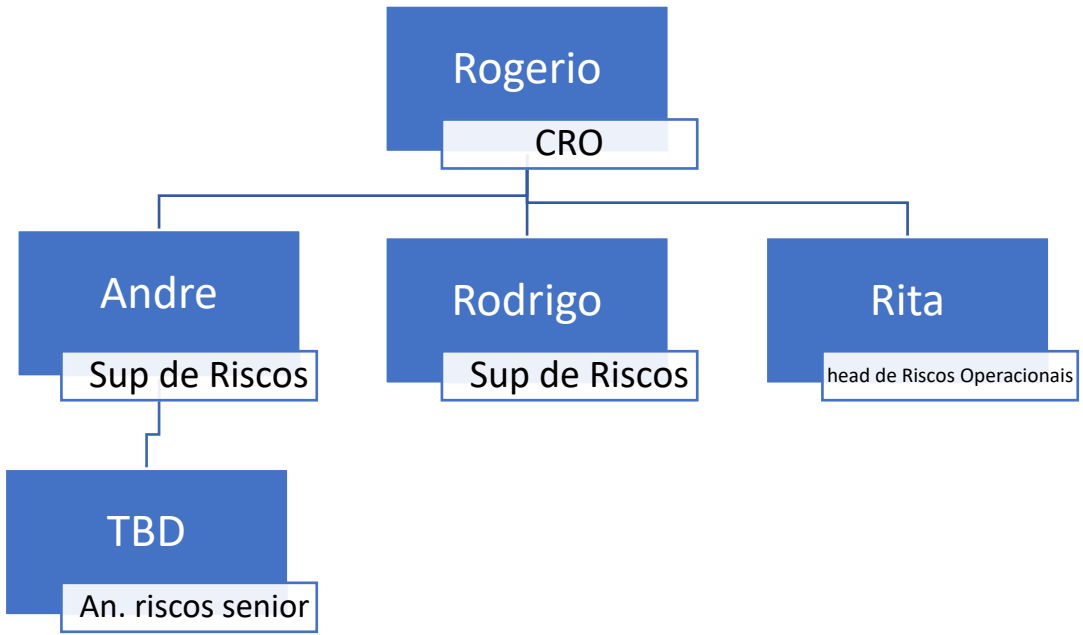 Rogerio
CRO
Andre
Sup de Riscos
Rodrigo
Sup de Riscos
Rita
head de Riscos Operacionais
TBD
An. riscos senior